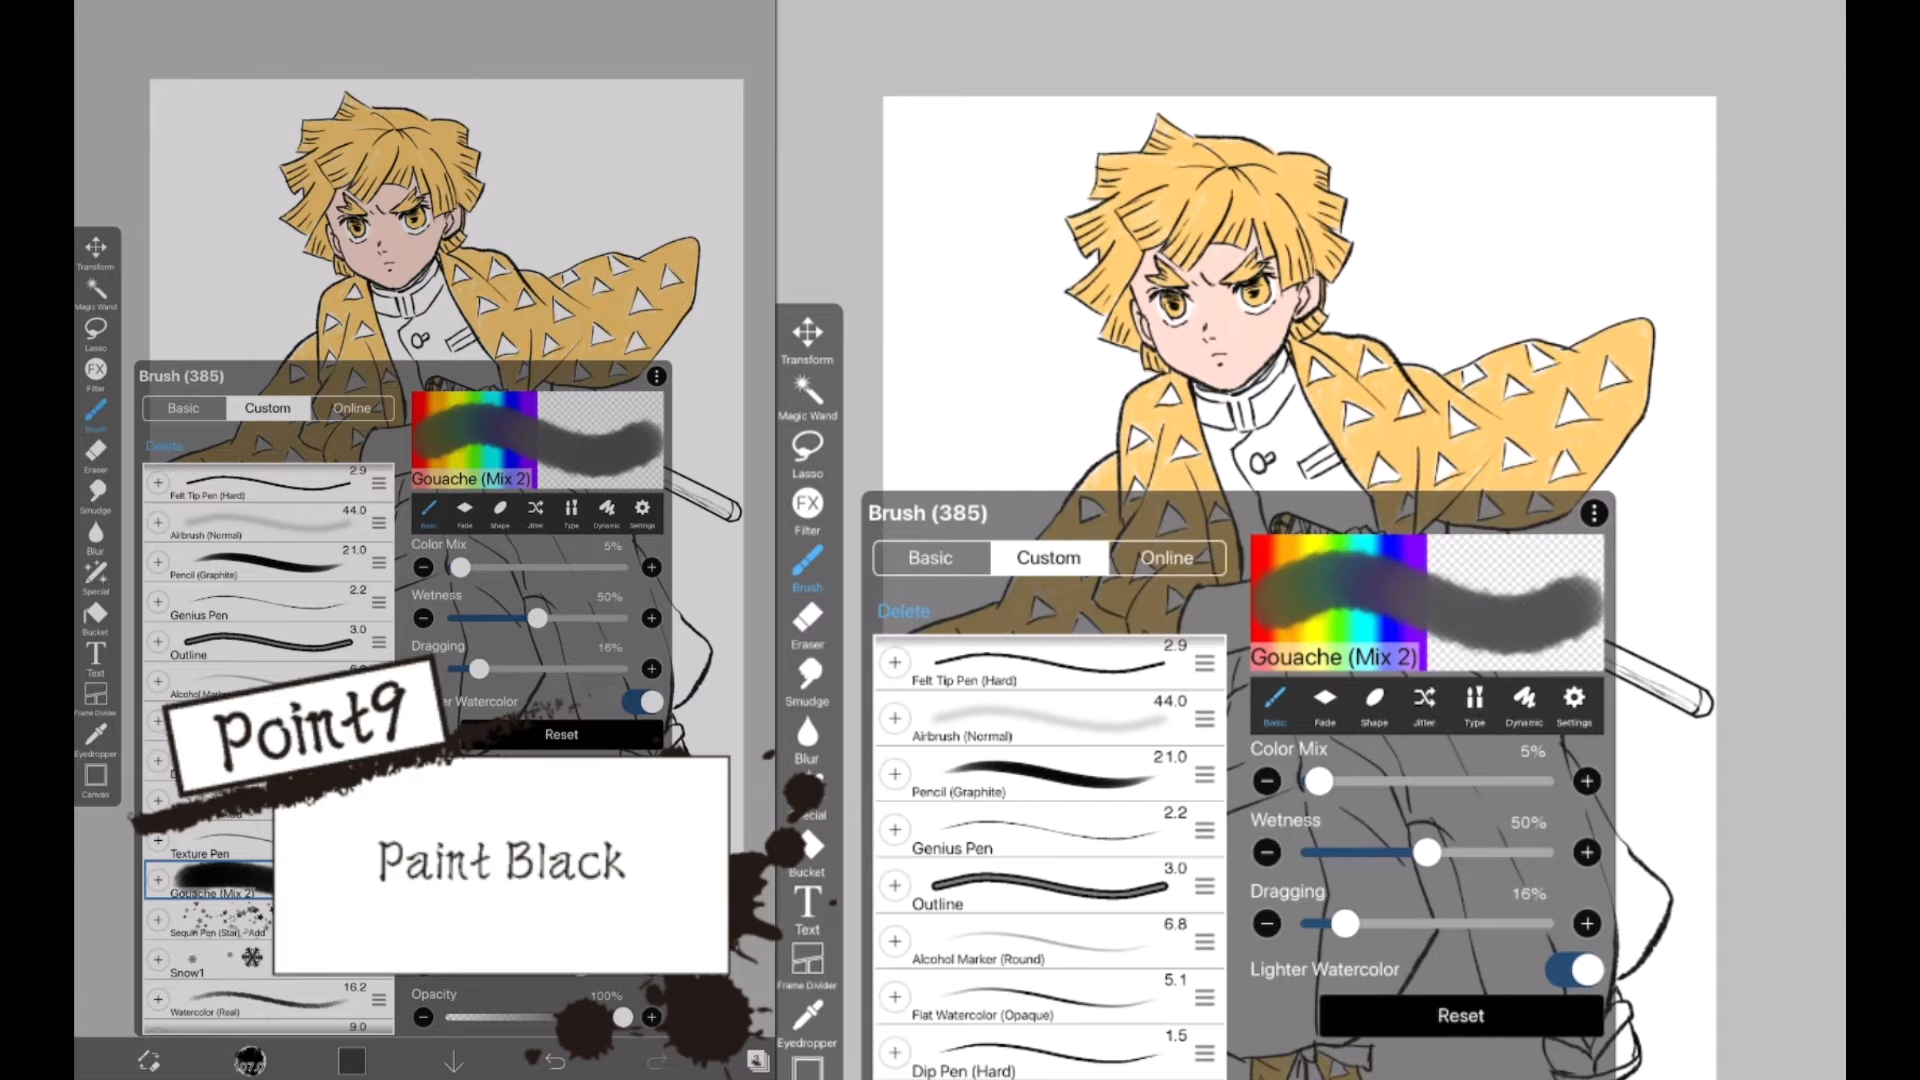 Transform
Magic Wand
Lasso
FX
Filter
Brush
Eraser
Smudge
Blur
Special
Bucket
T
Text
Frame Divider
Eyedropper
Canvas
Brush (385)
Basic Custom Online
Delete
2.9
Felt Tip Pen (Hard)
44.0
Airbrush (Normal)
21.0
Pencil (Graphite)
2.2
Genius Pen
3.0
Outline
Alcohol
Texture Pen
Gouache (Mix 2)
Sequin Pen (Star) - Add
Snow1
16.2
Watercolor (Real)
9.0
Gouache (Mix 2)
Basic Fade Shape Jitter Type Dynamic Settings
Color Mix 5%
Wetness 50%
Dragging 16%
Watercolor
Reset
Opacity 100%
Point9
Paint Black
Transform
Magic Wand
Lasso
FX
Filter
Brush
Eraser
Smudge
Blur
ecial
Bucket
T
Text
Frame Divider
Eyedropper
Brush (385)
Basic Custom Online
Delete
2.9
Felt Tip Pen (Hard)
44.0
Airbrush (Normal)
21.0
Pencil (Graphite)
2.2
Genius Pen
3.0
Outline
6.8
Alcohol Marker (Round)
5.1
Flat Watercolor (Opaque)
1.5
Dip Pen (Hard)
Gouache (Mix 2)
Basic Fade Shape Jitter Type Dynamic Settings
Color Mix 5%
Wetness 50%
Dragging 16%
Lighter Watercolor
Reset